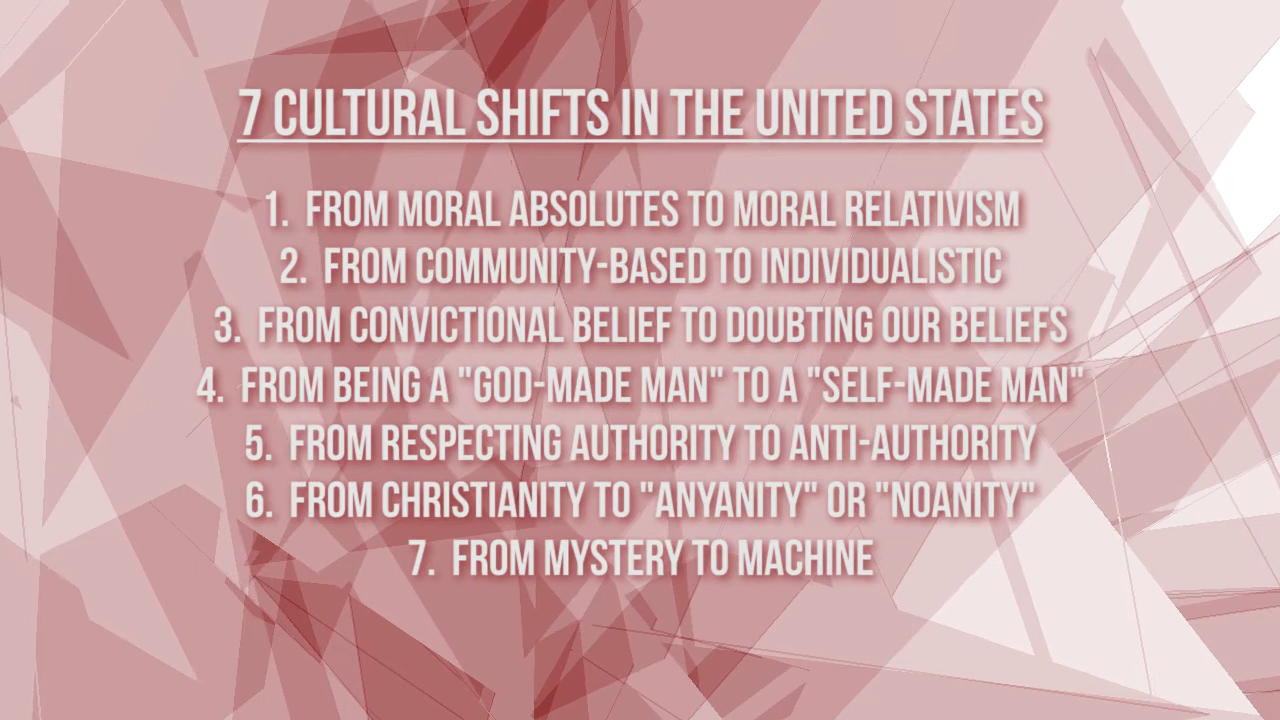 7 CULTURAL SHIFTS IN THE UNITED STATES
1. FROM MORAL ABSOLUTES TO MORAL RELATIVISM
2. FROM COMMUNITY-BASED TO INDIVIDUALISTIC
3. FROM CONVICTIONAL BELIEF TO DOUBTING OUR BELIEFS
4. FROM BEING A "GOD-MADE MAN" TO A "SELF-MADE MAN"
5. FROM RESPECTING AUTHORITY TO ANTI-AUTHORITY
6. FROM CHRISTIANITY TO "ANYANITY" OR "NOANITY"
7. FROM MYSTERY TO MACHINE